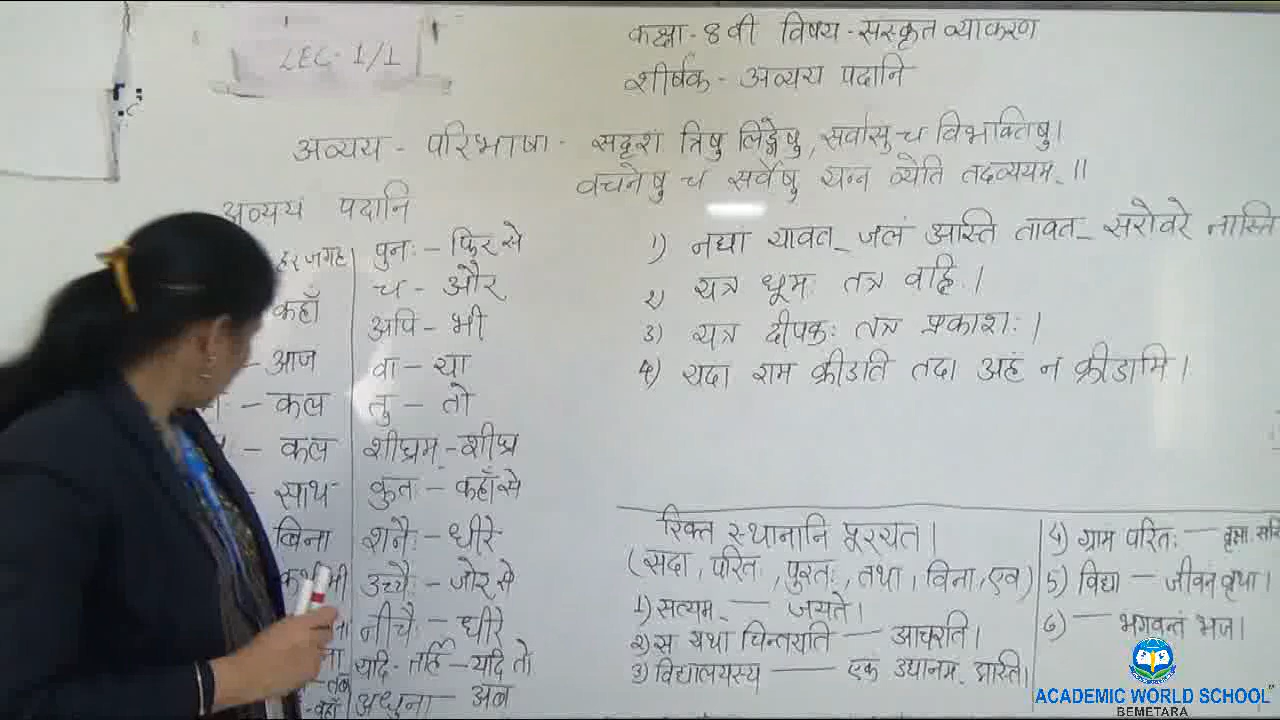 LEC-1/1
कक्षा-8वी विषय-संस्कृत व्याकरण
शीर्षक - अव्यय पदानि
अव्यय - परिभाषा - सदृशं त्रिषु लिङ्गेषु, सर्वासु च विभक्तिषु।
वचनेषु च सर्वेषु यन्न व्येति तदव्ययम् ॥
अव्यय पदानि
हर जगह
कहाँ
- आज
- कल
- कल
- साथ
बिना
पुनः - फिर से
च - और
अपि - भी
वा - या
तु - तो
शीघ्रम् - शीघ्र
कुतः - कहाँ से
शनैः - धीरे
उच्चैः - जोर से
नीचैः - धीरे
यदि - तर्हि - यदि तो
अधुना - अब
1) नद्यां यावत् जलं अस्ति तावत् सरोवरे नास्ति
2) यत्र धूमः तत्र वह्निः।
3) यत्र दीपकः तत्र प्रकाशः।
4) यदा राम क्रीडति तदा अहं न क्रीडामि।
रिक्त स्थानानि पूरयत।
(सदा, परितः, पुरतः, तथा, विना, एव)
1) सत्यम् — जयते।
2) स यथा चिन्तयति — आचरति।
3) विद्यालयस्य — एकं उद्यानम् अस्ति।
4) ग्राम परितः —
5) विद्या — जीवनं वृथा।
6) — भगवन्तं भज।
ACADEMIC WORLD SCHOOL
BEMETARA